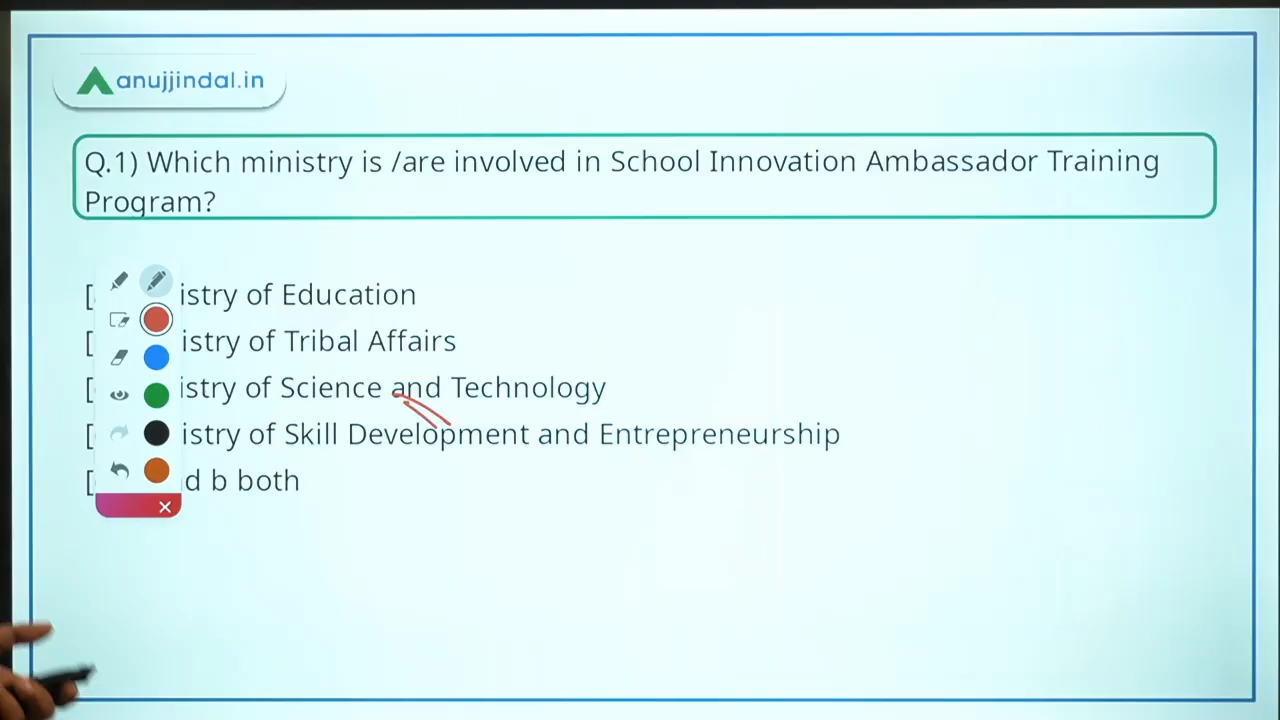 anujjindal.in
Q.1) Which ministry is /are involved in School Innovation Ambassador Training
Program?
[ istry of Education
[ istry of Tribal Affairs
[ istry of Science and Technology
[ istry of Skill Development and Entrepreneurship
[ d b both